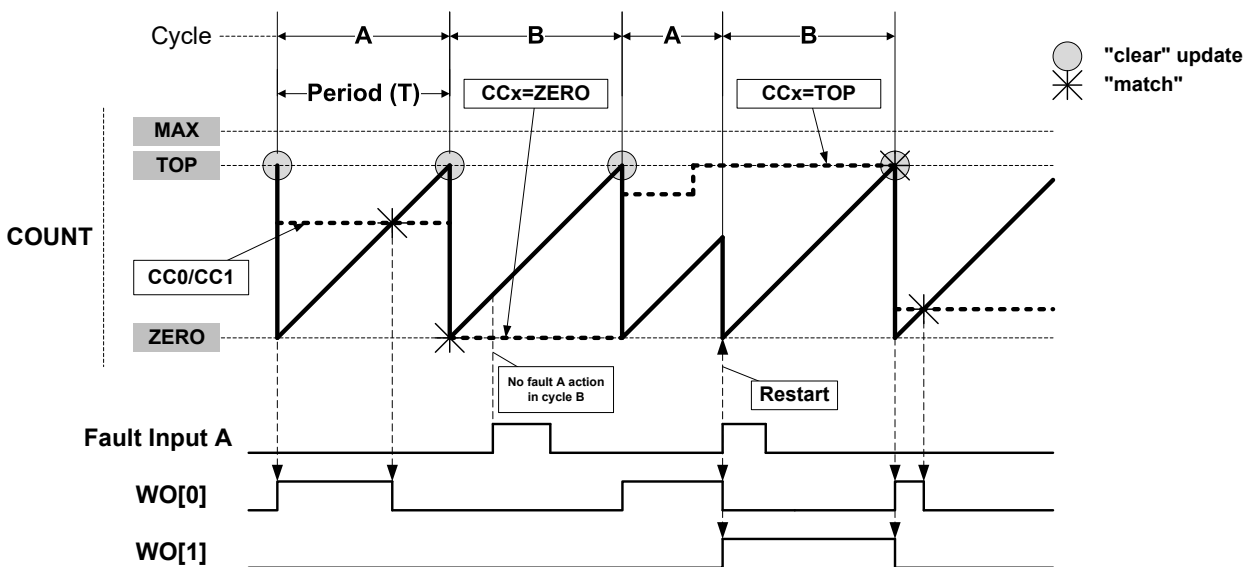 Cycle A B A B
"clear" update
"match"
Period (T)
CCx=ZERO
CCx=TOP
MAX
TOP
COUNT
CC0/CC1
ZERO
No fault A action
in cycle B
Restart
Fault Input A
WO[0]
WO[1]